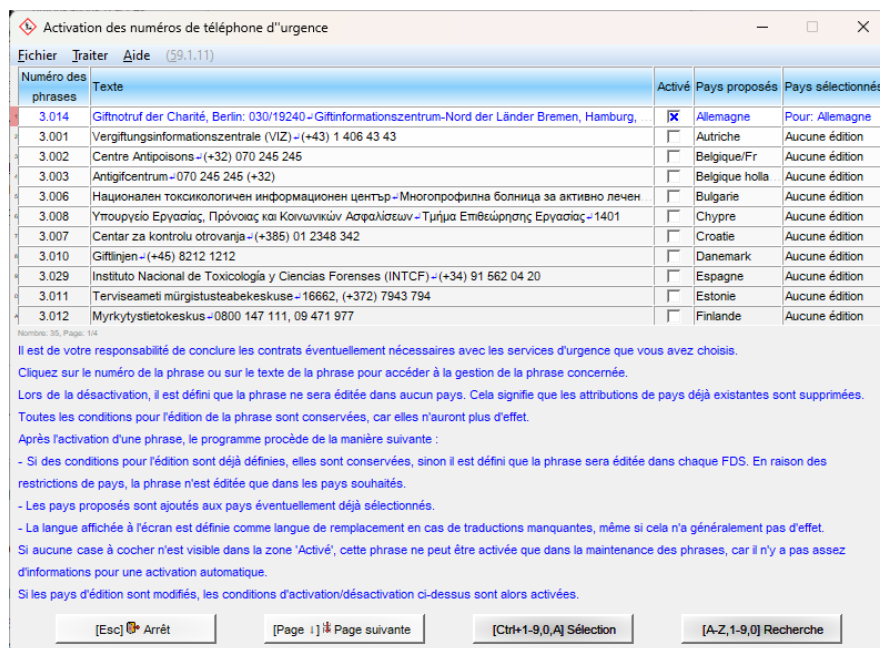 Activation des numéros de téléphone d''urgence
Fichier Traiter Aide (59.1.11)
Numéro des phrases Texte Activé Pays proposés Pays sélectionnés
3.014 Giftnotruf der Charité, Berlin: 030/19240↵Giftinformationszentrum-Nord der Länder Bremen, Hamburg, ... Allemagne Pour: Allemagne
3.001 Vergiftungsinformationszentrale (VIZ)↵(+43) 1 406 43 43 Autriche Aucune édition
3.002 Centre Antipoisons↵(+32) 070 245 245 Belgique/Fr Aucune édition
3.003 Antigifcentrum↵070 245 245 (+32) Belgique holla... Aucune édition
3.006 Национален токсикологичен информационен център↵Многопрофилна болница за активно лечен... Bulgarie Aucune édition
3.008 Υπουργείο Εργασίας, Πρόνοιας και Κοινωνικών Ασφαλίσεων↵Τμήμα Επιθεώρησης Εργασίας↵1401 Chypre Aucune édition
3.007 Centar za kontrolu otrovanja↵(+385) 01 2348 342 Croatie Aucune édition
3.010 Giftlinjen↵(+45) 8212 1212 Danemark Aucune édition
3.029 Instituto Nacional de Toxicología y Ciencias Forenses (INTCF)↵(+34) 91 562 04 20 Espagne Aucune édition
3.011 Terviseameti mürgistusteabekeskuse↵16662, (+372) 7943 794 Estonie Aucune édition
3.012 Myrkytystietokeskus↵0800 147 111, 09 471 977 Finlande Aucune édition
Nombre: 35, Page: 1/4
Il est de votre responsabilité de conclure les contrats éventuellement nécessaires avec les services d'urgence que vous avez choisis.
Cliquez sur le numéro de la phrase ou sur le texte de la phrase pour accéder à la gestion de la phrase concernée.
Lors de la désactivation, il est défini que la phrase ne sera éditée dans aucun pays. Cela signifie que les attributions de pays déjà existantes sont supprimées.
Toutes les conditions pour l'édition de la phrase sont conservées, car elles n'auront plus d'effet.
Après l'activation d'une phrase, le programme procède de la manière suivante :
- Si des conditions pour l'édition sont déjà définies, elles sont conservées, sinon il est défini que la phrase sera éditée dans chaque FDS. En raison des
restrictions de pays, la phrase n'est éditée que dans les pays souhaités.
- Les pays proposés sont ajoutés aux pays éventuellement déjà sélectionnés.
- La langue affichée à l'écran est définie comme langue de remplacement en cas de traductions manquantes, même si cela n'a généralement pas d'effet.
Si aucune case à cocher n'est visible dans la zone 'Activé', cette phrase ne peut être activée que dans la maintenance des phrases, car il n'y a pas assez
d'informations pour une activation automatique.
Si les pays d'édition sont modifiés, les conditions d'activation/désactivation ci-dessus sont alors activées.
[Esc] Arrêt [Page ↓] Page suivante [Ctrl+1-9,0,A] Sélection [A-Z,1-9,0] Recherche